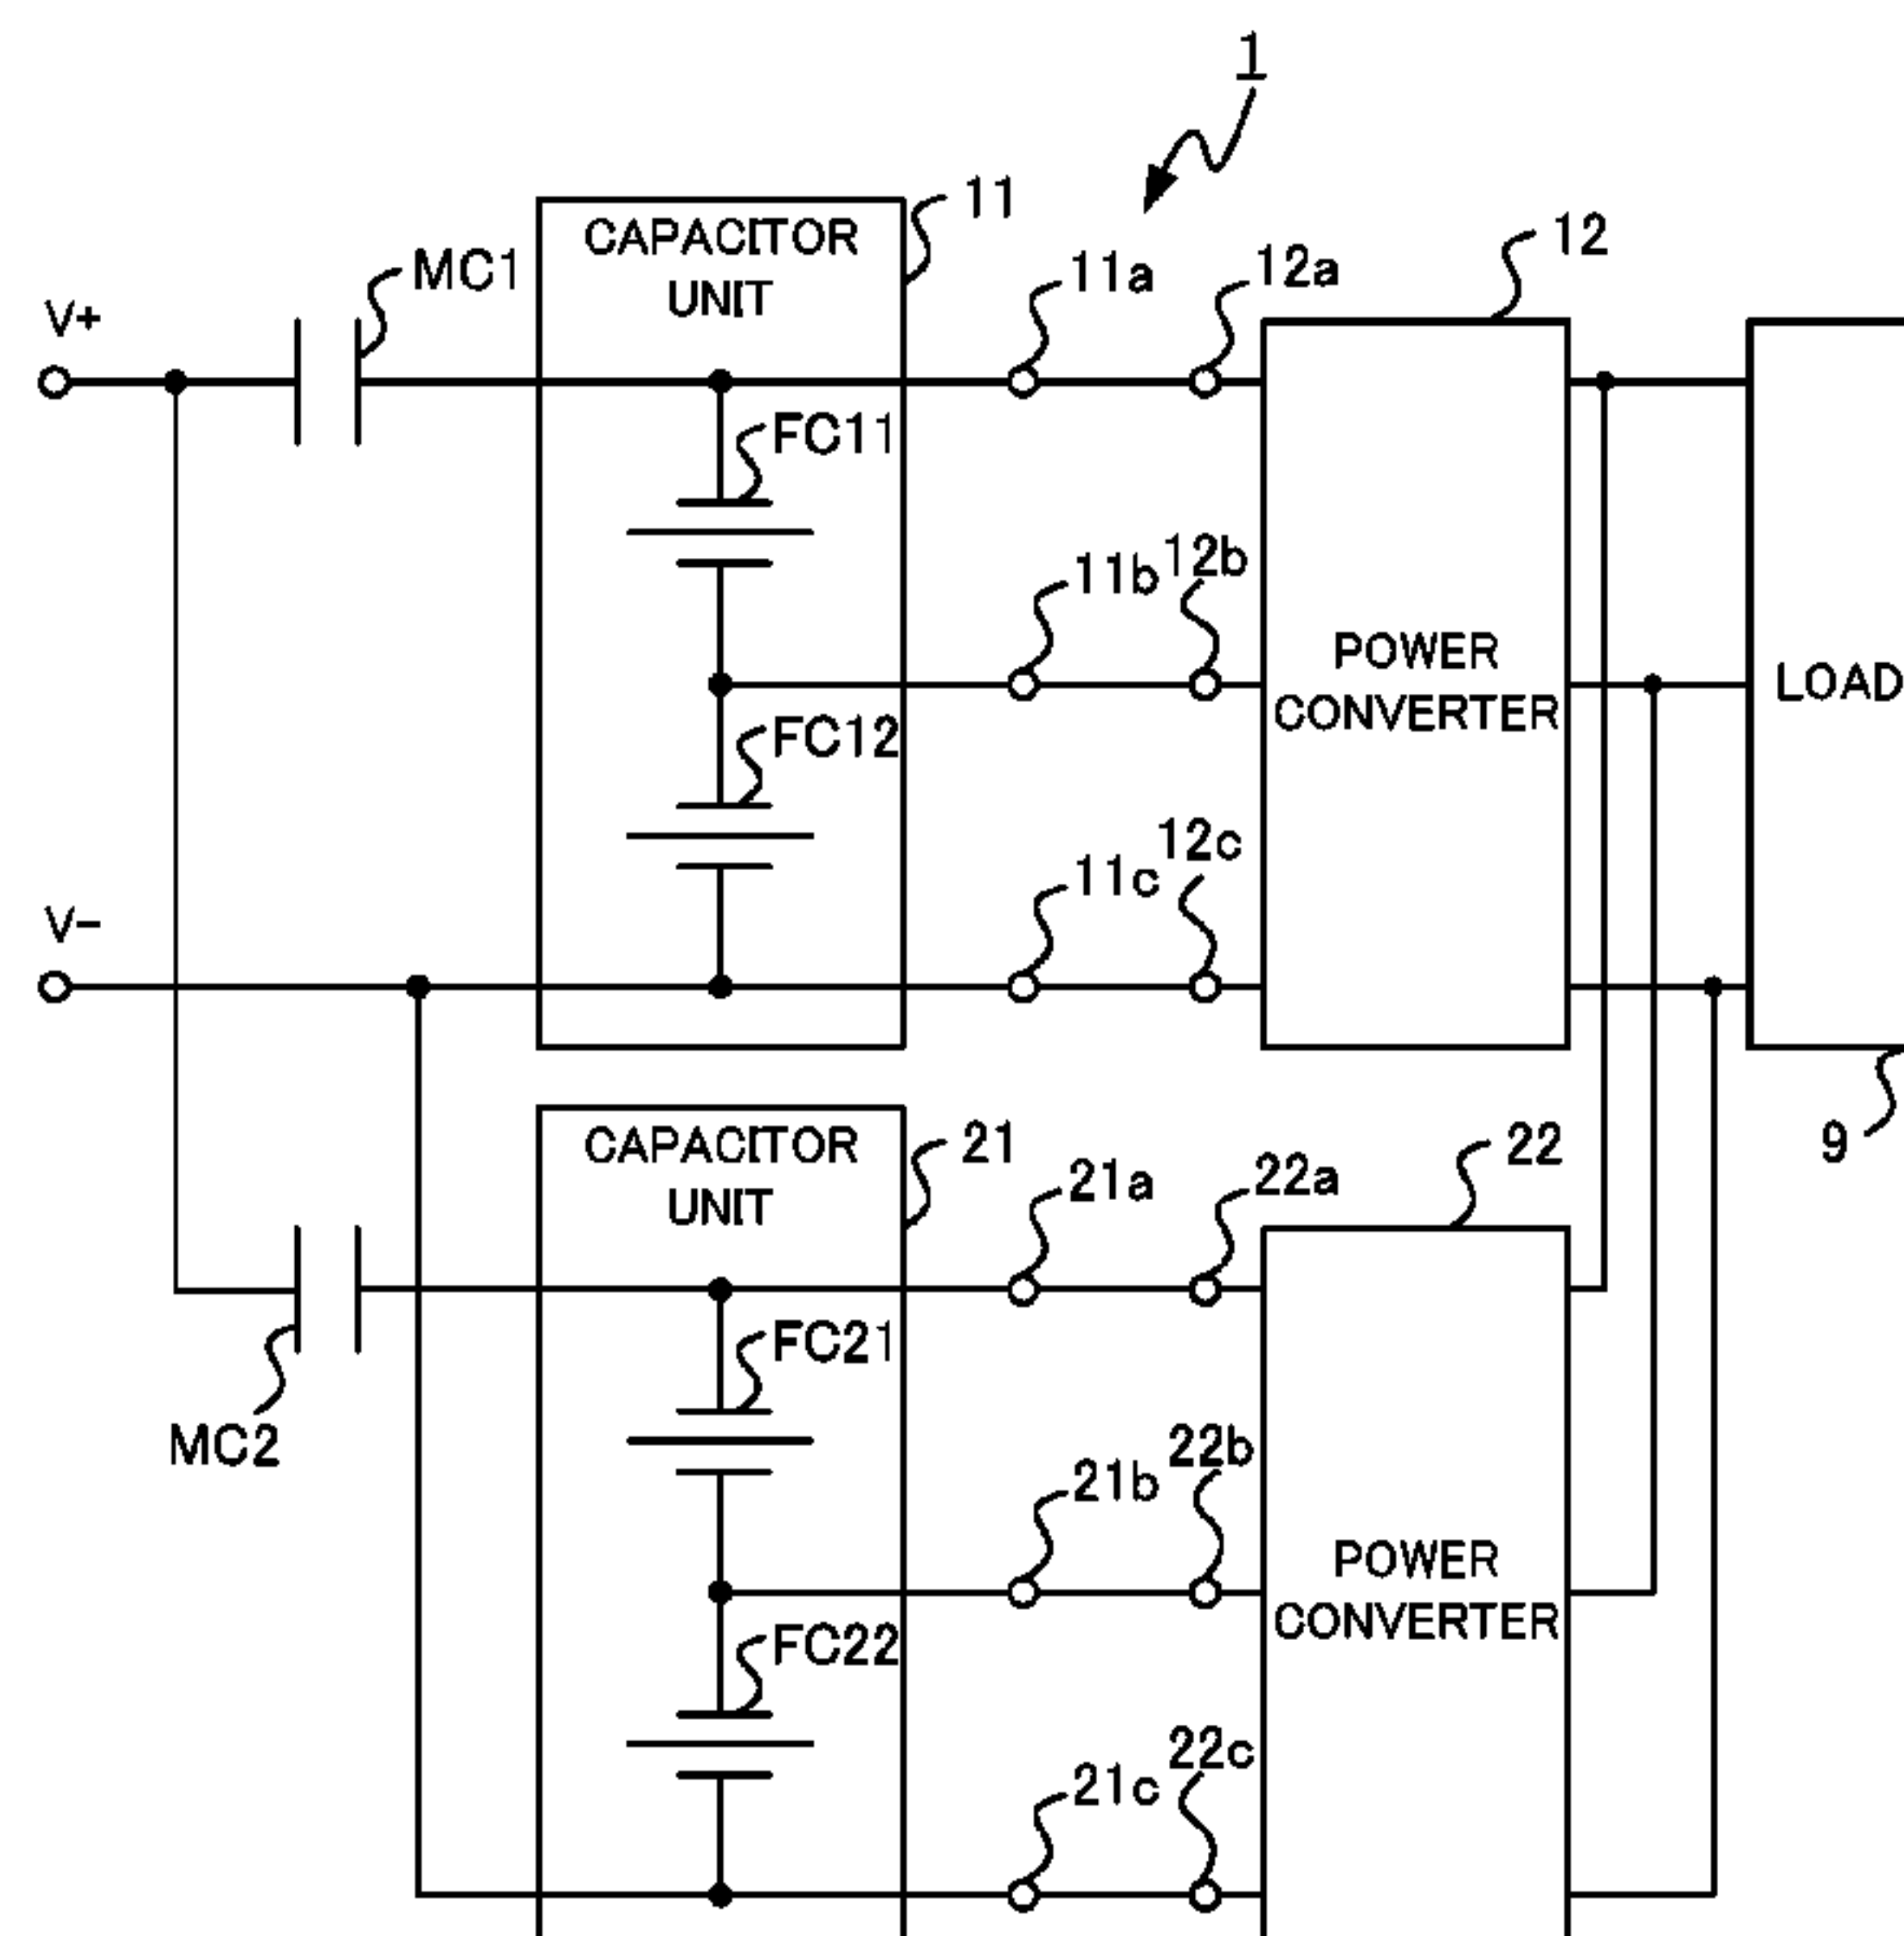 1
CAPACITOR
UNIT
11
MC1
11a
12a
12
V+
FC11
11b
12b
POWER
CONVERTER
LOAD
FC12
12c
11c
V-
CAPACITOR
UNIT
21
21a
22a
22
9
FC21
MC2
22b
21b
POWER
CONVERTER
FC22
22c
21c